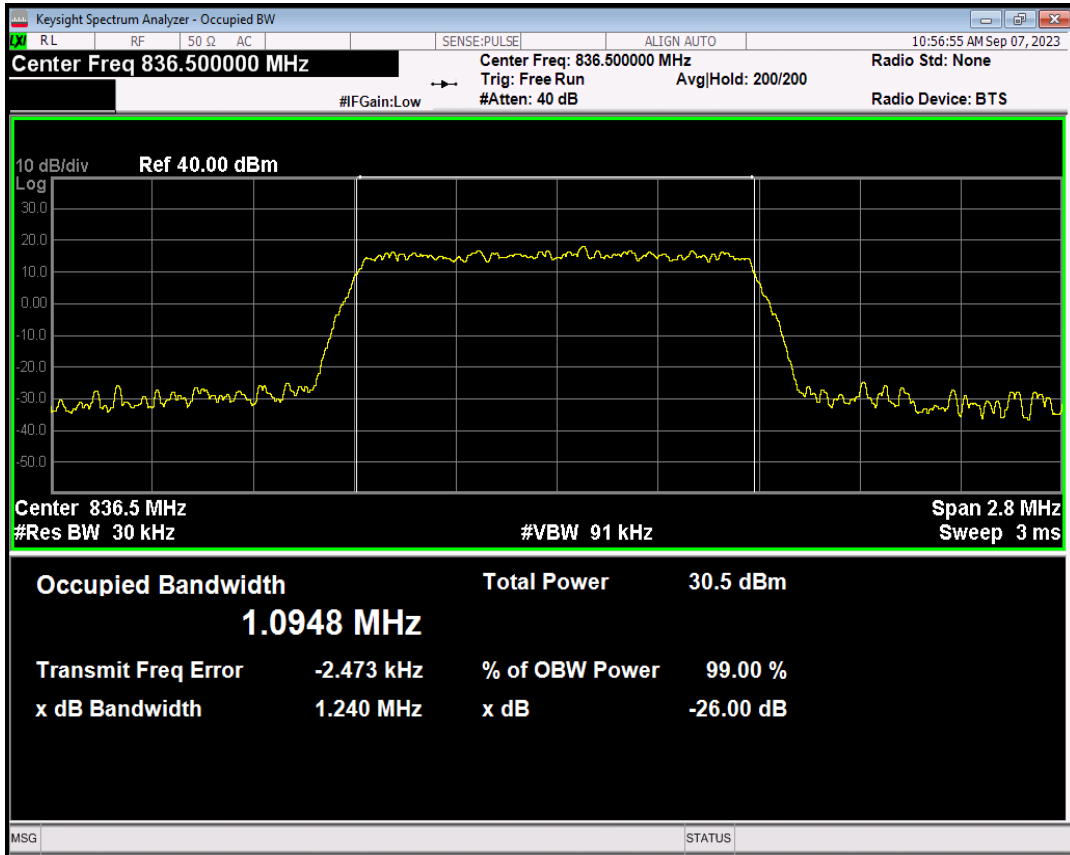 Keysight Spectrum Analyzer - Occupied BW
LXI RL RF 50 Ω AC SENSE:PULSE ALIGN AUTO 10:56:55 AM Sep 07, 2023
Center Freq 836.500000 MHz Center Freq: 836.500000 MHz Radio Std: None
Trig: Free Run Avg|Hold: 200/200
#IFGain:Low #Atten: 40 dB Radio Device: BTS
10 dB/div Ref 40.00 dBm
Log
30.0
20.0
10.0
0.00
-10.0
-20.0
-30.0
-40.0
-50.0
Center 836.5 MHz Span 2.8 MHz
#Res BW 30 kHz #VBW 91 kHz Sweep 3 ms
Occupied Bandwidth Total Power 30.5 dBm
1.0948 MHz
Transmit Freq Error -2.473 kHz % of OBW Power 99.00 %
x dB Bandwidth 1.240 MHz x dB -26.00 dB
MSG STATUS